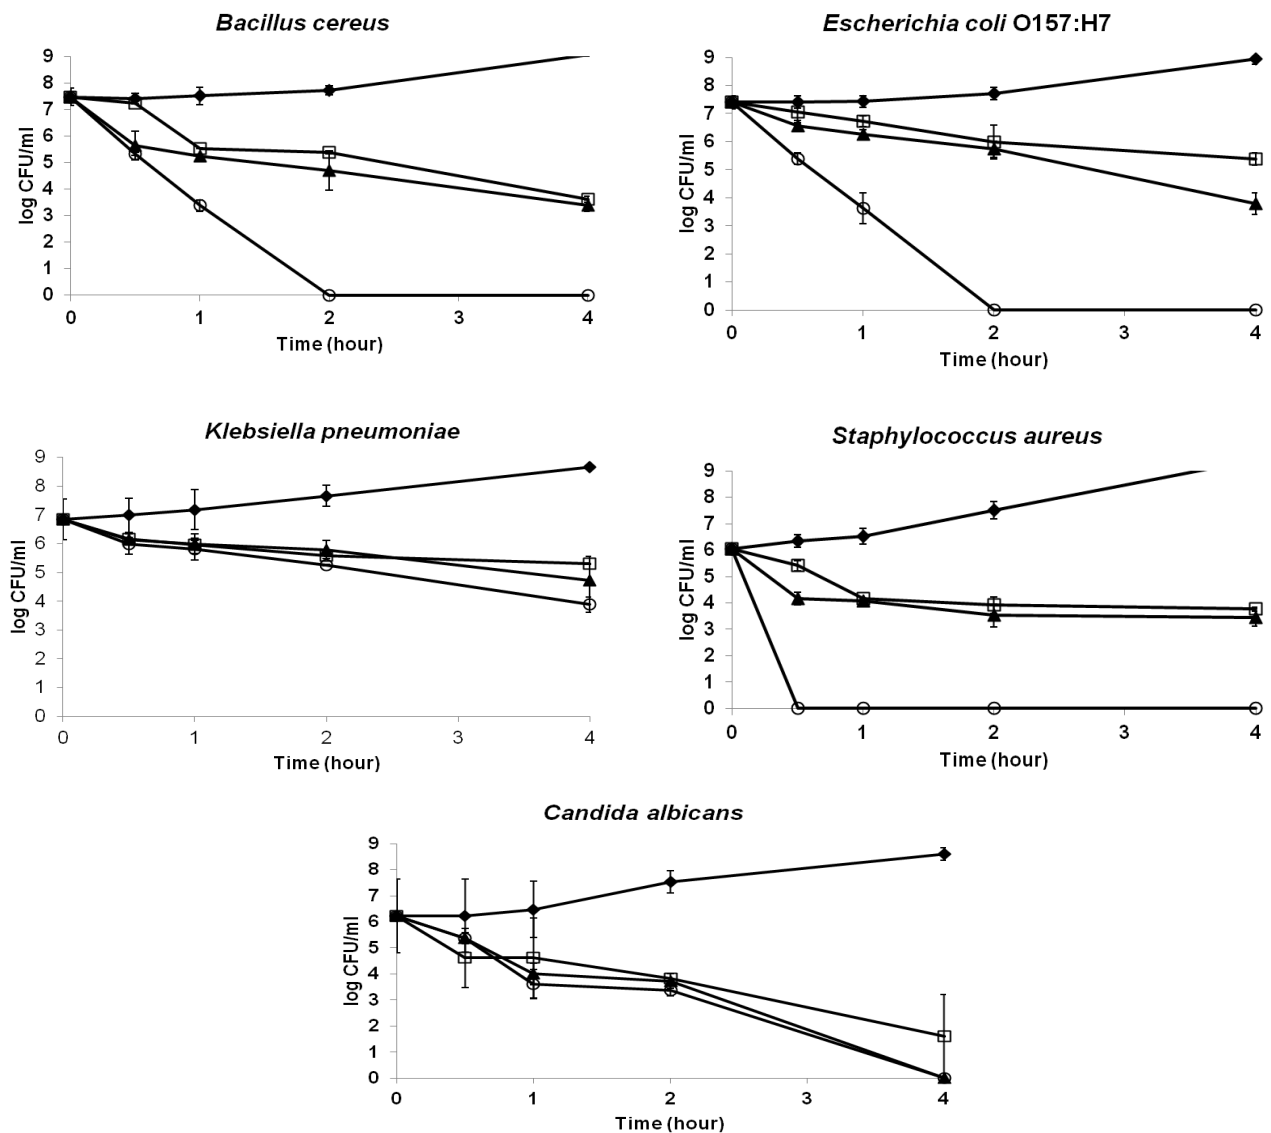 Bacillus cereus
9
8
7
6
5
4
3
2
1
0
log CFU/ml
0 1 2 3 4
Time (hour)
Escherichia coli O157:H7
9
8
7
6
5
4
3
2
1
0
log CFU/ml
0 1 2 3 4
Time (hour)
Klebsiella pneumoniae
9
8
7
6
5
4
3
2
1
0
log CFU/ml
0 1 2 3 4
Time (hour)
Staphylococcus aureus
9
8
7
6
5
4
3
2
1
0
log CFU/ml
0 1 2 3 4
Time (hour)
Candida albicans
9
8
7
6
5
4
3
2
1
0
log CFU/ml
0 1 2 3 4
Time (hour)